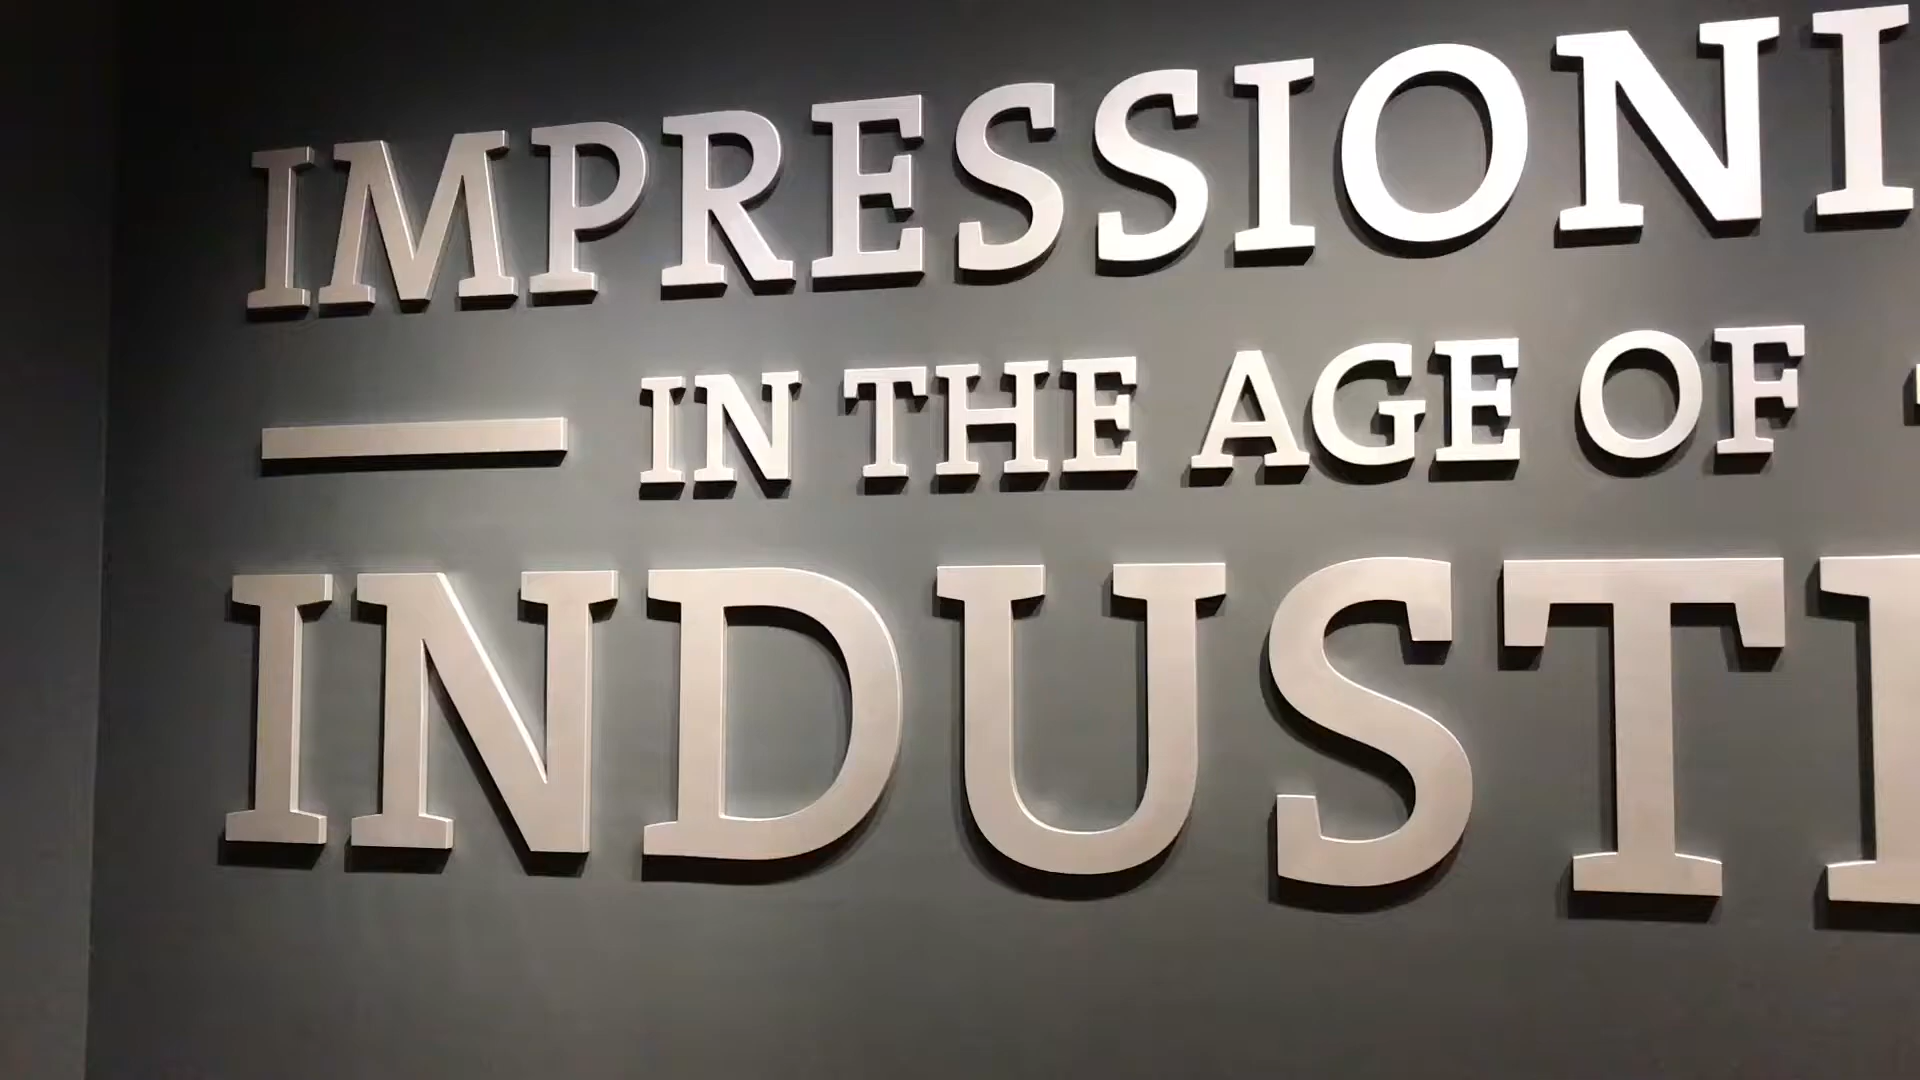 IMPRESSIONI
IN THE AGE OF
INDUST